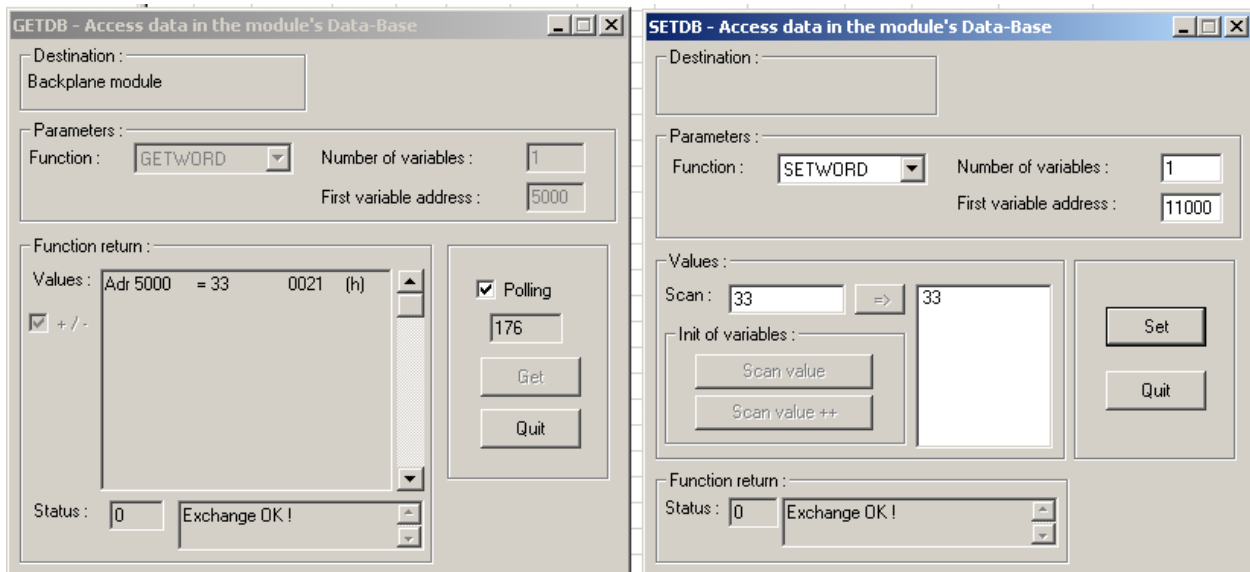 GETDB - Access data in the module's Data-Base
Destination :
Backplane module
Parameters :
Function : GETWORD Number of variables : 1
First variable address : 5000
Function return :
Values : Adr 5000 = 33 0021 (h)
+ / -
Polling
176
Get
Quit
Status : 0 Exchange OK !
SETDB - Access data in the module's Data-Base
Destination :
Parameters :
Function : SETWORD Number of variables : 1
First variable address : 11000
Values :
Scan : 33 => 33
Init of variables :
Scan value
Scan value ++
Set
Quit
Function return :
Status : 0 Exchange OK !